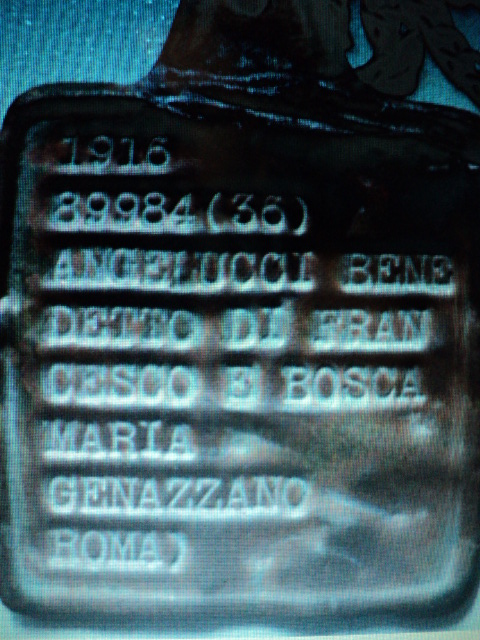 1916
89984(36)
ANGELUCCI BENE
DETTO DI FRAN
CESCO E BOSCA
MARIA
GENAZZANO
ROMA)